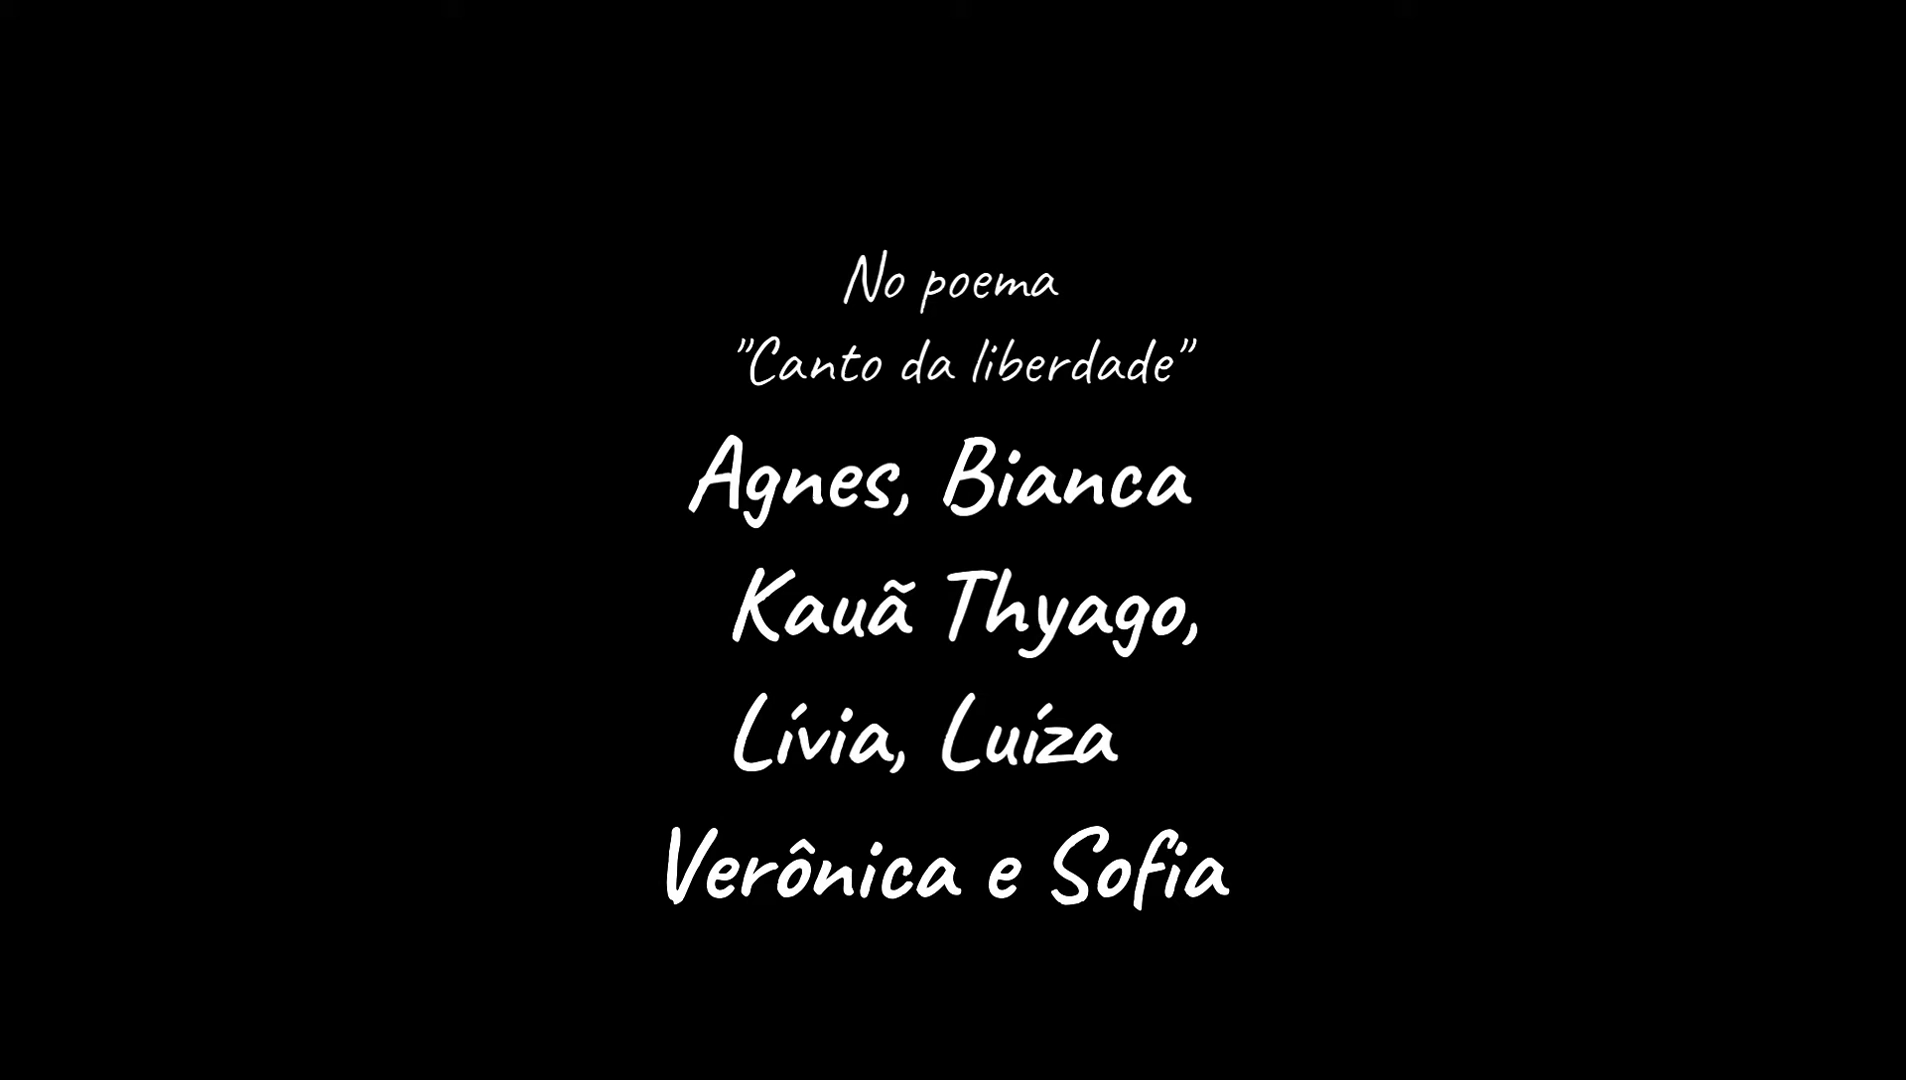 No poema
"Canto da liberdade"
Agnes, Bianca
Kauã Thyago,
Lívia, Luíza
Verônica e Sofia